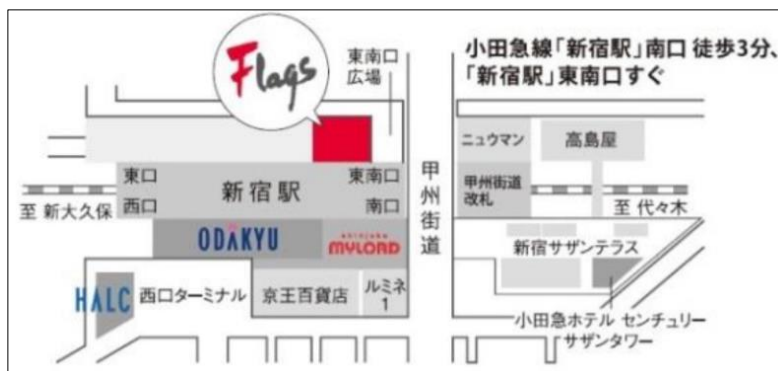 小田急線「新宿駅」南口 徒歩3分、
「新宿駅」東南口すぐ
Flags
東南口
広場
ニュウマン
高島屋
東口
新宿駅
東南口
西口
南口
甲州街道
甲州街道
改札
至 新大久保
至 代々木
ODAKYU
shinjuku
MYLORD
新宿サザンテラス
HALC
西口ターミナル
京王百貨店
ルミネ
1
小田急ホテル センチュリー
サザンタワー